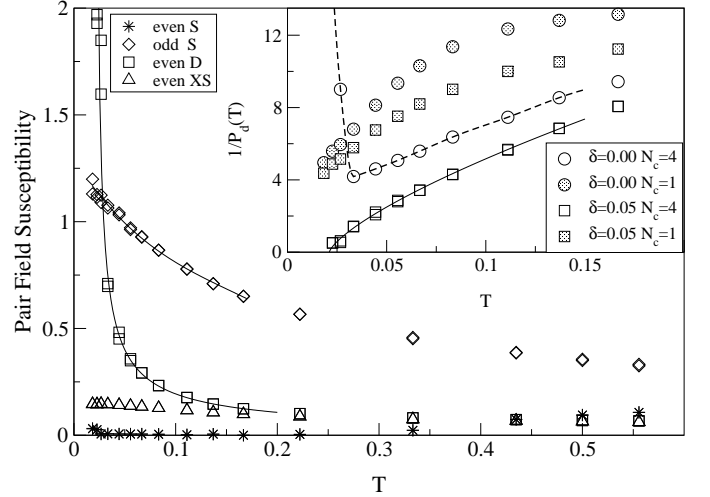 even S
odd S
even D
even XS
Pair Field Susceptibility
2
1.5
1
0.5
0
0
0.1
0.2
0.3
0.4
0.5
T
1/P_d(T)
12
8
4
0
0
0.05
0.1
0.15
T
δ=0.00 N_c=4
δ=0.00 N_c=1
δ=0.05 N_c=4
δ=0.05 N_c=1